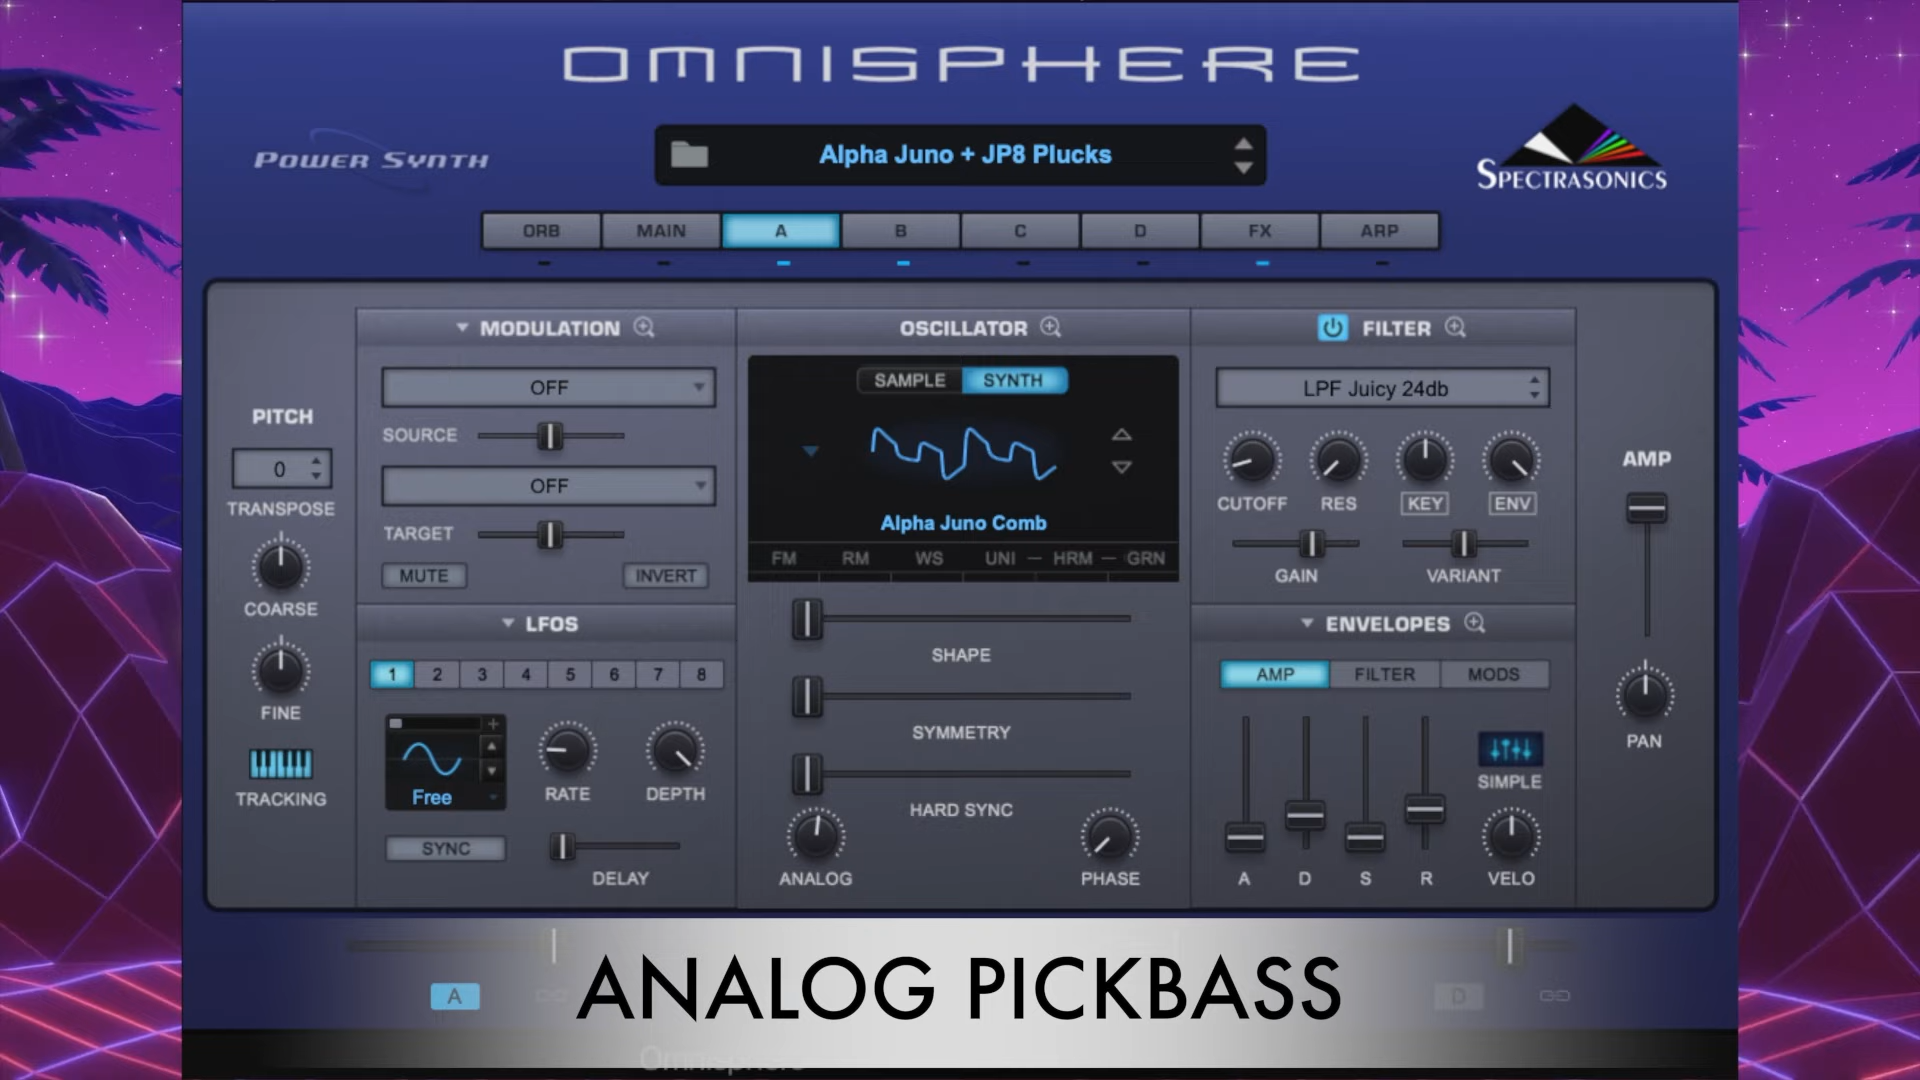 OMNISPHERE
POWER SYNTH
Alpha Juno + JP8 Plucks
SPECTRASONICS
ORB MAIN A B C D FX ARP
MODULATION
OFF
SOURCE
OFF
TARGET
MUTE INVERT
OSCILLATOR
SAMPLE SYNTH
Alpha Juno Comb
FM RM WS UNI HRM GRN
SHAPE
SYMMETRY
HARD SYNC
ANALOG PHASE
FILTER
LPF Juicy 24db
CUTOFF RES KEY ENV
GAIN VARIANT
PITCH
0
TRANSPOSE
COARSE
FINE
TRACKING
LFOS
1 2 3 4 5 6 7 8
Free
RATE DEPTH
SYNC
DELAY
ENVELOPES
AMP FILTER MODS
SIMPLE
A D S R VELO
AMP
PAN
A
D
ANALOG PICKBASS
Omnisphere